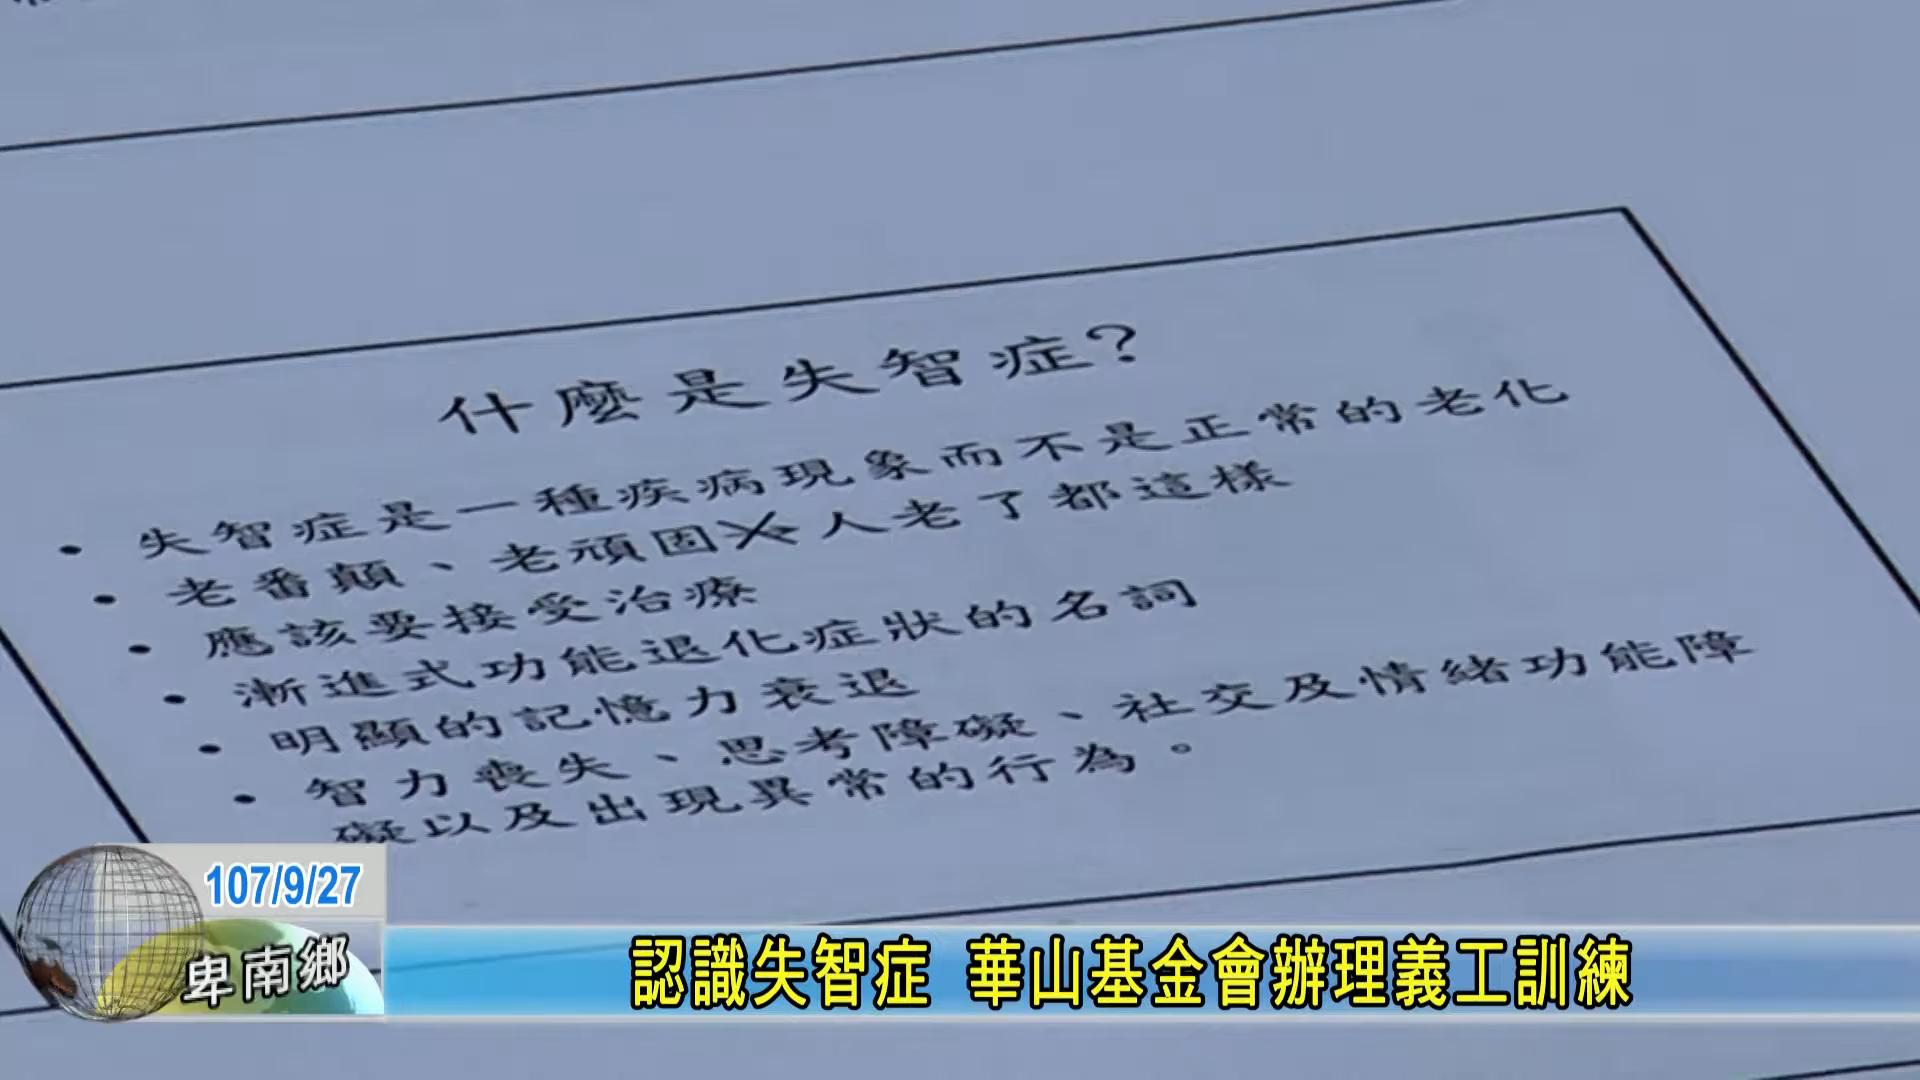 什麼是失智症?
• 失智症是一種疾病現象而不是正常的老化
• 老番顛、老頑固✕人老了都這樣
• 應該要接受治療
• 漸進式功能退化症狀的名詞
• 明顯的記憶力衰退
• 智力喪失、思考障礙、社交及情緒功能障
礙以及出現異常的行為。
107/9/27
卑南鄉
認識失智症 華山基金會辦理義工訓練